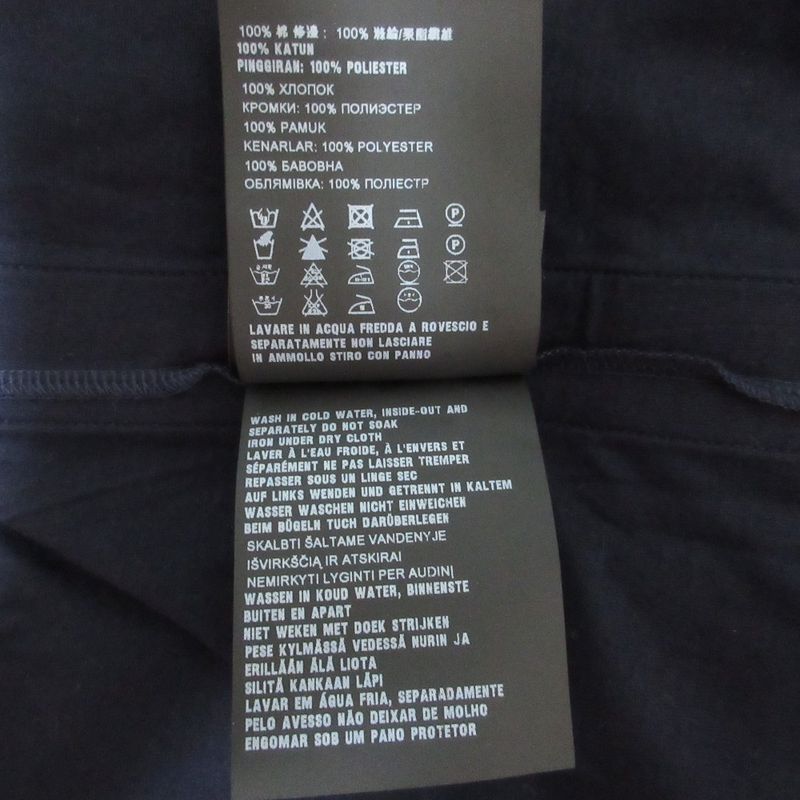 100% 棉 修邊: 100% 聚酯纖維
100% KATUN
PINGGIRAN: 100% POLIESTER
100% ХЛОПОК
КРОМКИ: 100% ПОЛИЭСТЕР
100% PAMUK
KENARLAR: 100% POLYESTER
100% БАВОВНА
ОБЛЯМІВКА: 100% ПОЛІЕСТР
P
P
LAVARE IN ACQUA FREDDA A ROVESCIO E
SEPARATAMENTE NON LASCIARE
IN AMMOLLO STIRO CON PANNO
WASH IN COLD WATER, INSIDE-OUT AND
SEPARATELY DO NOT SOAK
IRON UNDER DRY CLOTH
LAVER À L'EAU FROIDE, À L'ENVERS ET
SÉPARÉMENT NE PAS LAISSER TREMPER
REPASSER SOUS UN LINGE SEC
AUF LINKS WENDEN UND GETRENNT IN KALTEM
WASSER WASCHEN NICHT EINWEICHEN
BEIM BÜGELN TUCH DARÜBERLEGEN
SKALBTI ŠALTAME VANDENYJE
IŠVIRKŠČIĄ IR ATSKIRAI
NEMIRKYTI LYGINTI PER AUDINĮ
WASSEN IN KOUD WATER, BINNENSTE
BUITEN EN APART
NIET WEKEN MET DOEK STRIJKEN
PESE KYLMÄSSÄ VEDESSÄ NURIN JA
ERILLÄÄN ÄLÄ LIOTA
SILITÄ KANKAAN LÄPI
LAVAR EM ÁGUA FRIA, SEPARADAMENTE
PELO AVESSO NÃO DEIXAR DE MOLHO
ENGOMAR SOB UM PANO PROTETOR